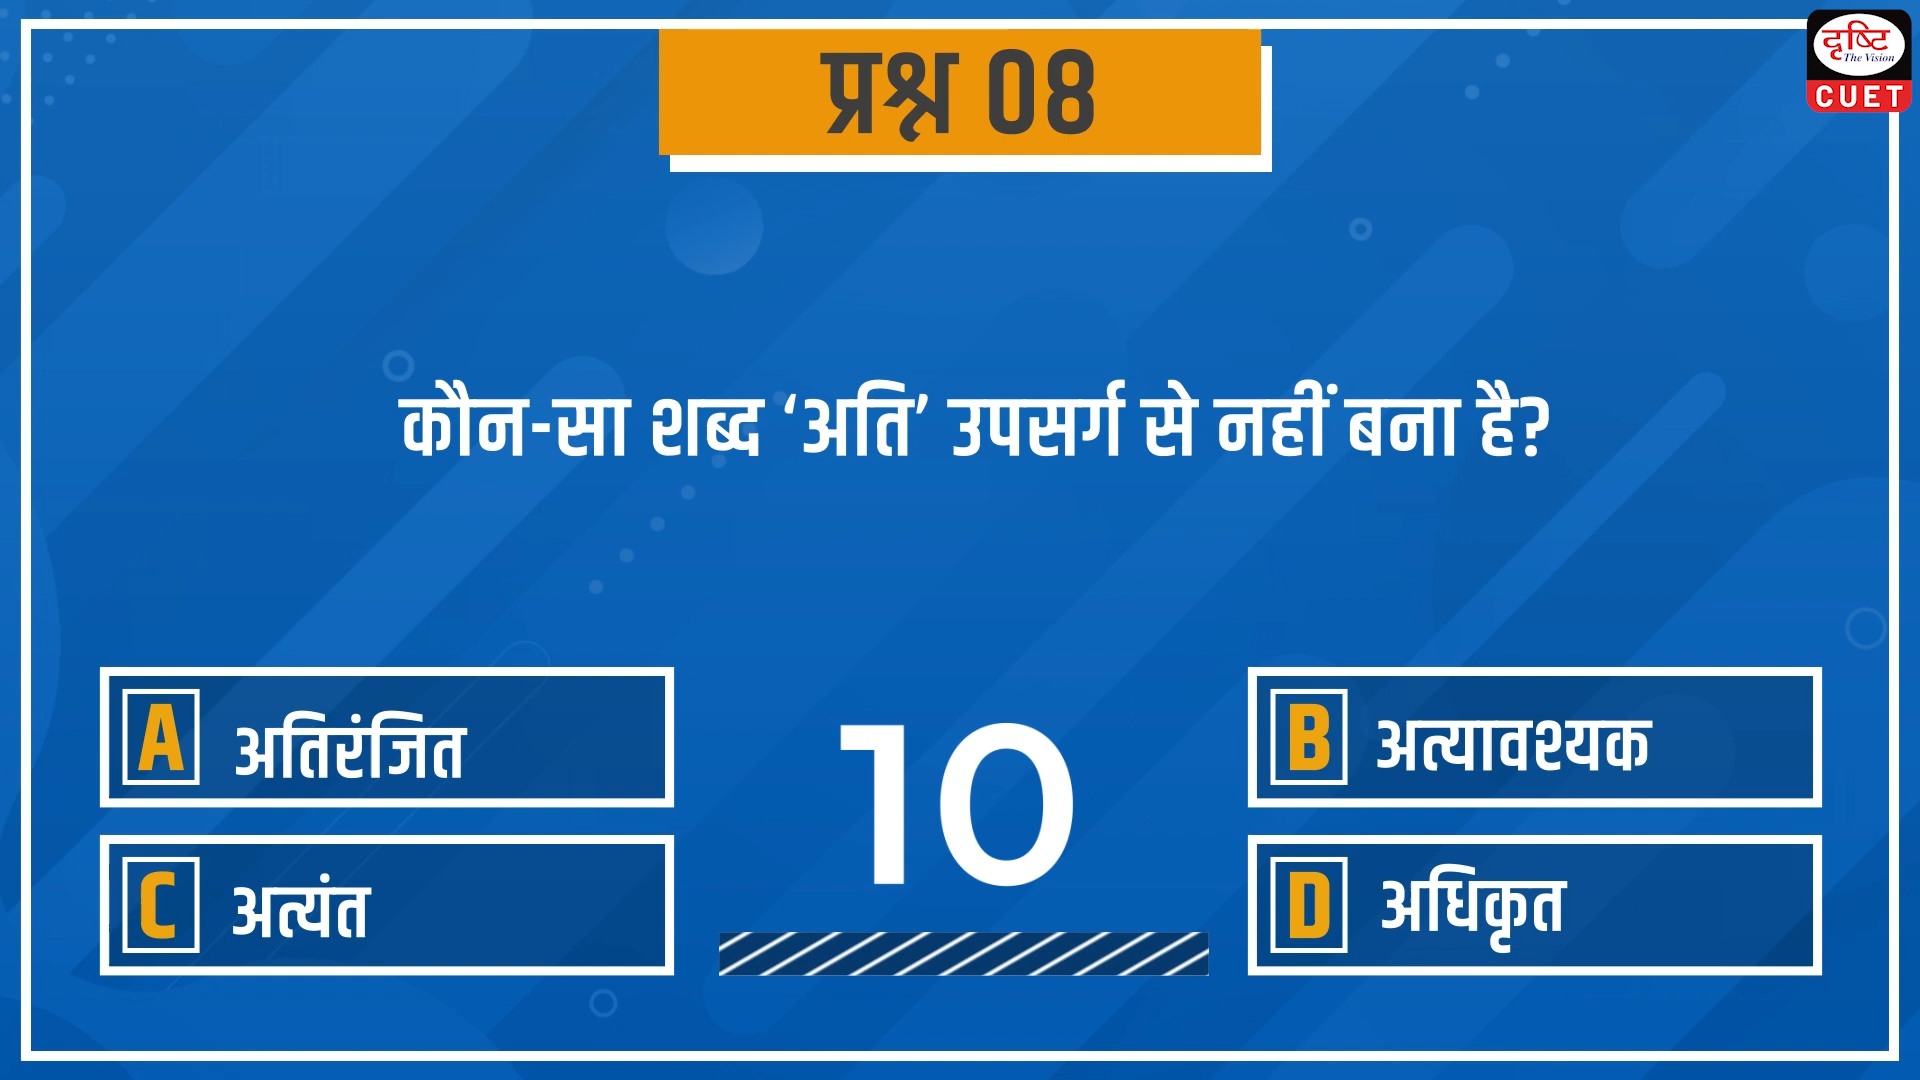 दृष्टि
The Vision
CUET
प्रश्न 08
कौन-सा शब्द ‘अति’ उपसर्ग से नहीं बना है?
A अतिरंजित
B अत्यावश्यक
10
C अत्यंत
D अधिकृत